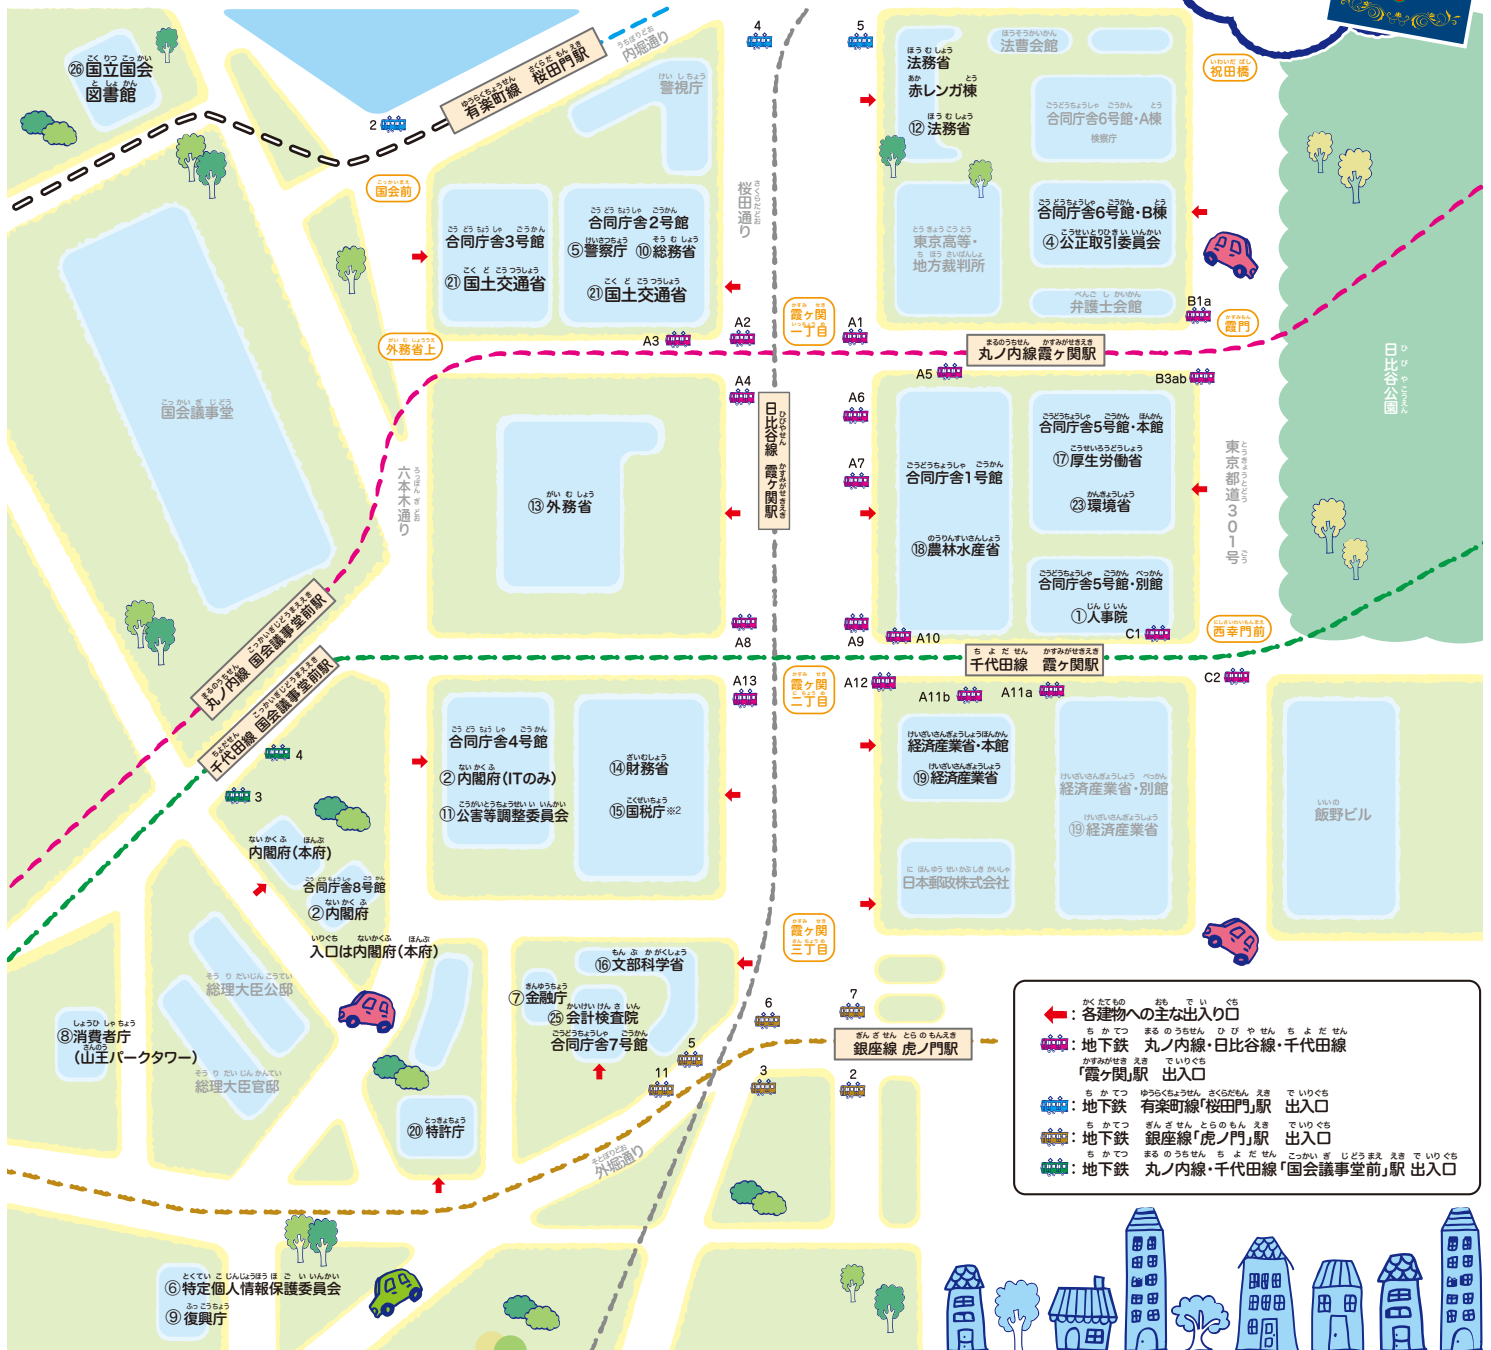 ㉖国立国会
図書館
有楽町線 桜田門駅
内堀通り
警視庁
4
5
2
法務省
赤レンガ棟
⑫法務省
法曹会館
祝田橋
合同庁舎6号館・A棟
検察庁
国会前
合同庁舎3号館
㉑国土交通省
合同庁舎2号館
⑤警察庁 ⑩総務省
㉑国土交通省
桜田通り
東京高等・
地方裁判所
合同庁舎6号館・B棟
④公正取引委員会
弁護士会館
B1a
霞門
外務省上
A3
A2
霞ヶ関
一丁目
A1
丸ノ内線霞ヶ関駅
A5
B3ab
日比谷公園
国会議事堂
六本木通り
A4
日比谷線 霞ヶ関駅
A6
A7
⑬外務省
合同庁舎1号館
⑱農林水産省
合同庁舎5号館・本館
⑰厚生労働省
㉓環境省
東京都道301号
合同庁舎5号館・別館
①人事院
C1
西幸門前
A8
A9
A10
千代田線 霞ヶ関駅
C2
丸ノ内線 国会議事堂前駅
千代田線 国会議事堂前駅
A13
霞ヶ関
二丁目
A12
A11b
A11a
4
3
合同庁舎4号館
②内閣府(ITのみ)
⑪公害等調整委員会
⑭財務省
⑮国税庁※2
経済産業省・本館
⑲経済産業省
経済産業省・別館
⑲経済産業省
飯野ビル
日本郵政株式会社
内閣府(本府)
合同庁舎8号館
②内閣府
入口は内閣府(本府)
霞ヶ関
三丁目
総理大臣公邸
総理大臣官邸
⑧消費者庁
(山王パークタワー)
⑯文部科学省
⑦金融庁
㉕会計検査院
合同庁舎7号館
6
7
5
11
3
2
銀座線 虎ノ門駅
⑳特許庁
外堀通り
⑥特定個人情報保護委員会
⑨復興庁
：各建物への主な出入り口
：地下鉄 丸ノ内線・日比谷線・千代田線
「霞ヶ関」駅 出入口
：地下鉄 有楽町線「桜田門」駅 出入口
：地下鉄 銀座線「虎ノ門」駅 出入口
：地下鉄 丸ノ内線・千代田線「国会議事堂前」駅 出入口